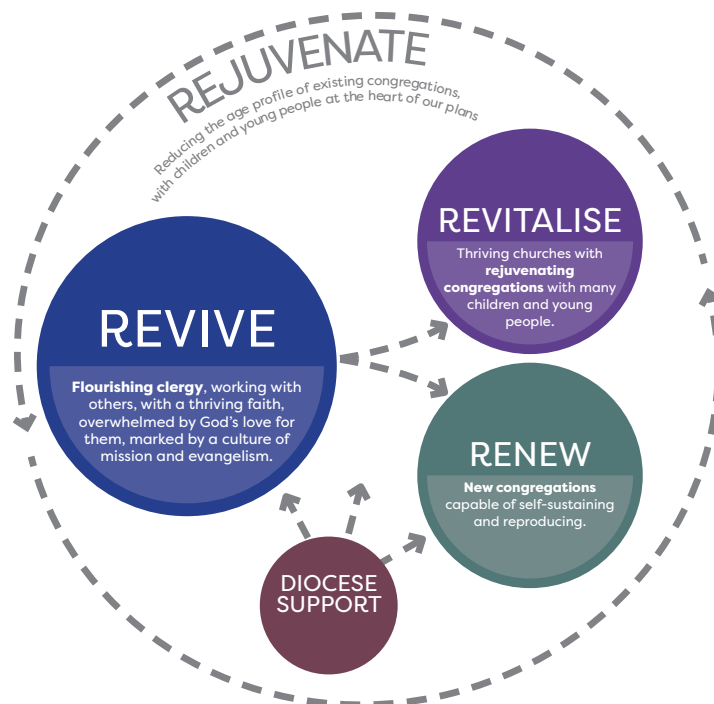 REJUVENATE
Reducing the age profile of existing congregations,
with children and young people at the heart of our plans
REVITALISE
Thriving churches with
rejuvenating
congregations with many
children and young
people.
REVIVE
Flourishing clergy, working with
others, with a thriving faith,
overwhelmed by God's love for
them, marked by a culture of
mission and evangelism.
RENEW
New congregations
capable of self-sustaining
and reproducing.
DIOCESE
SUPPORT